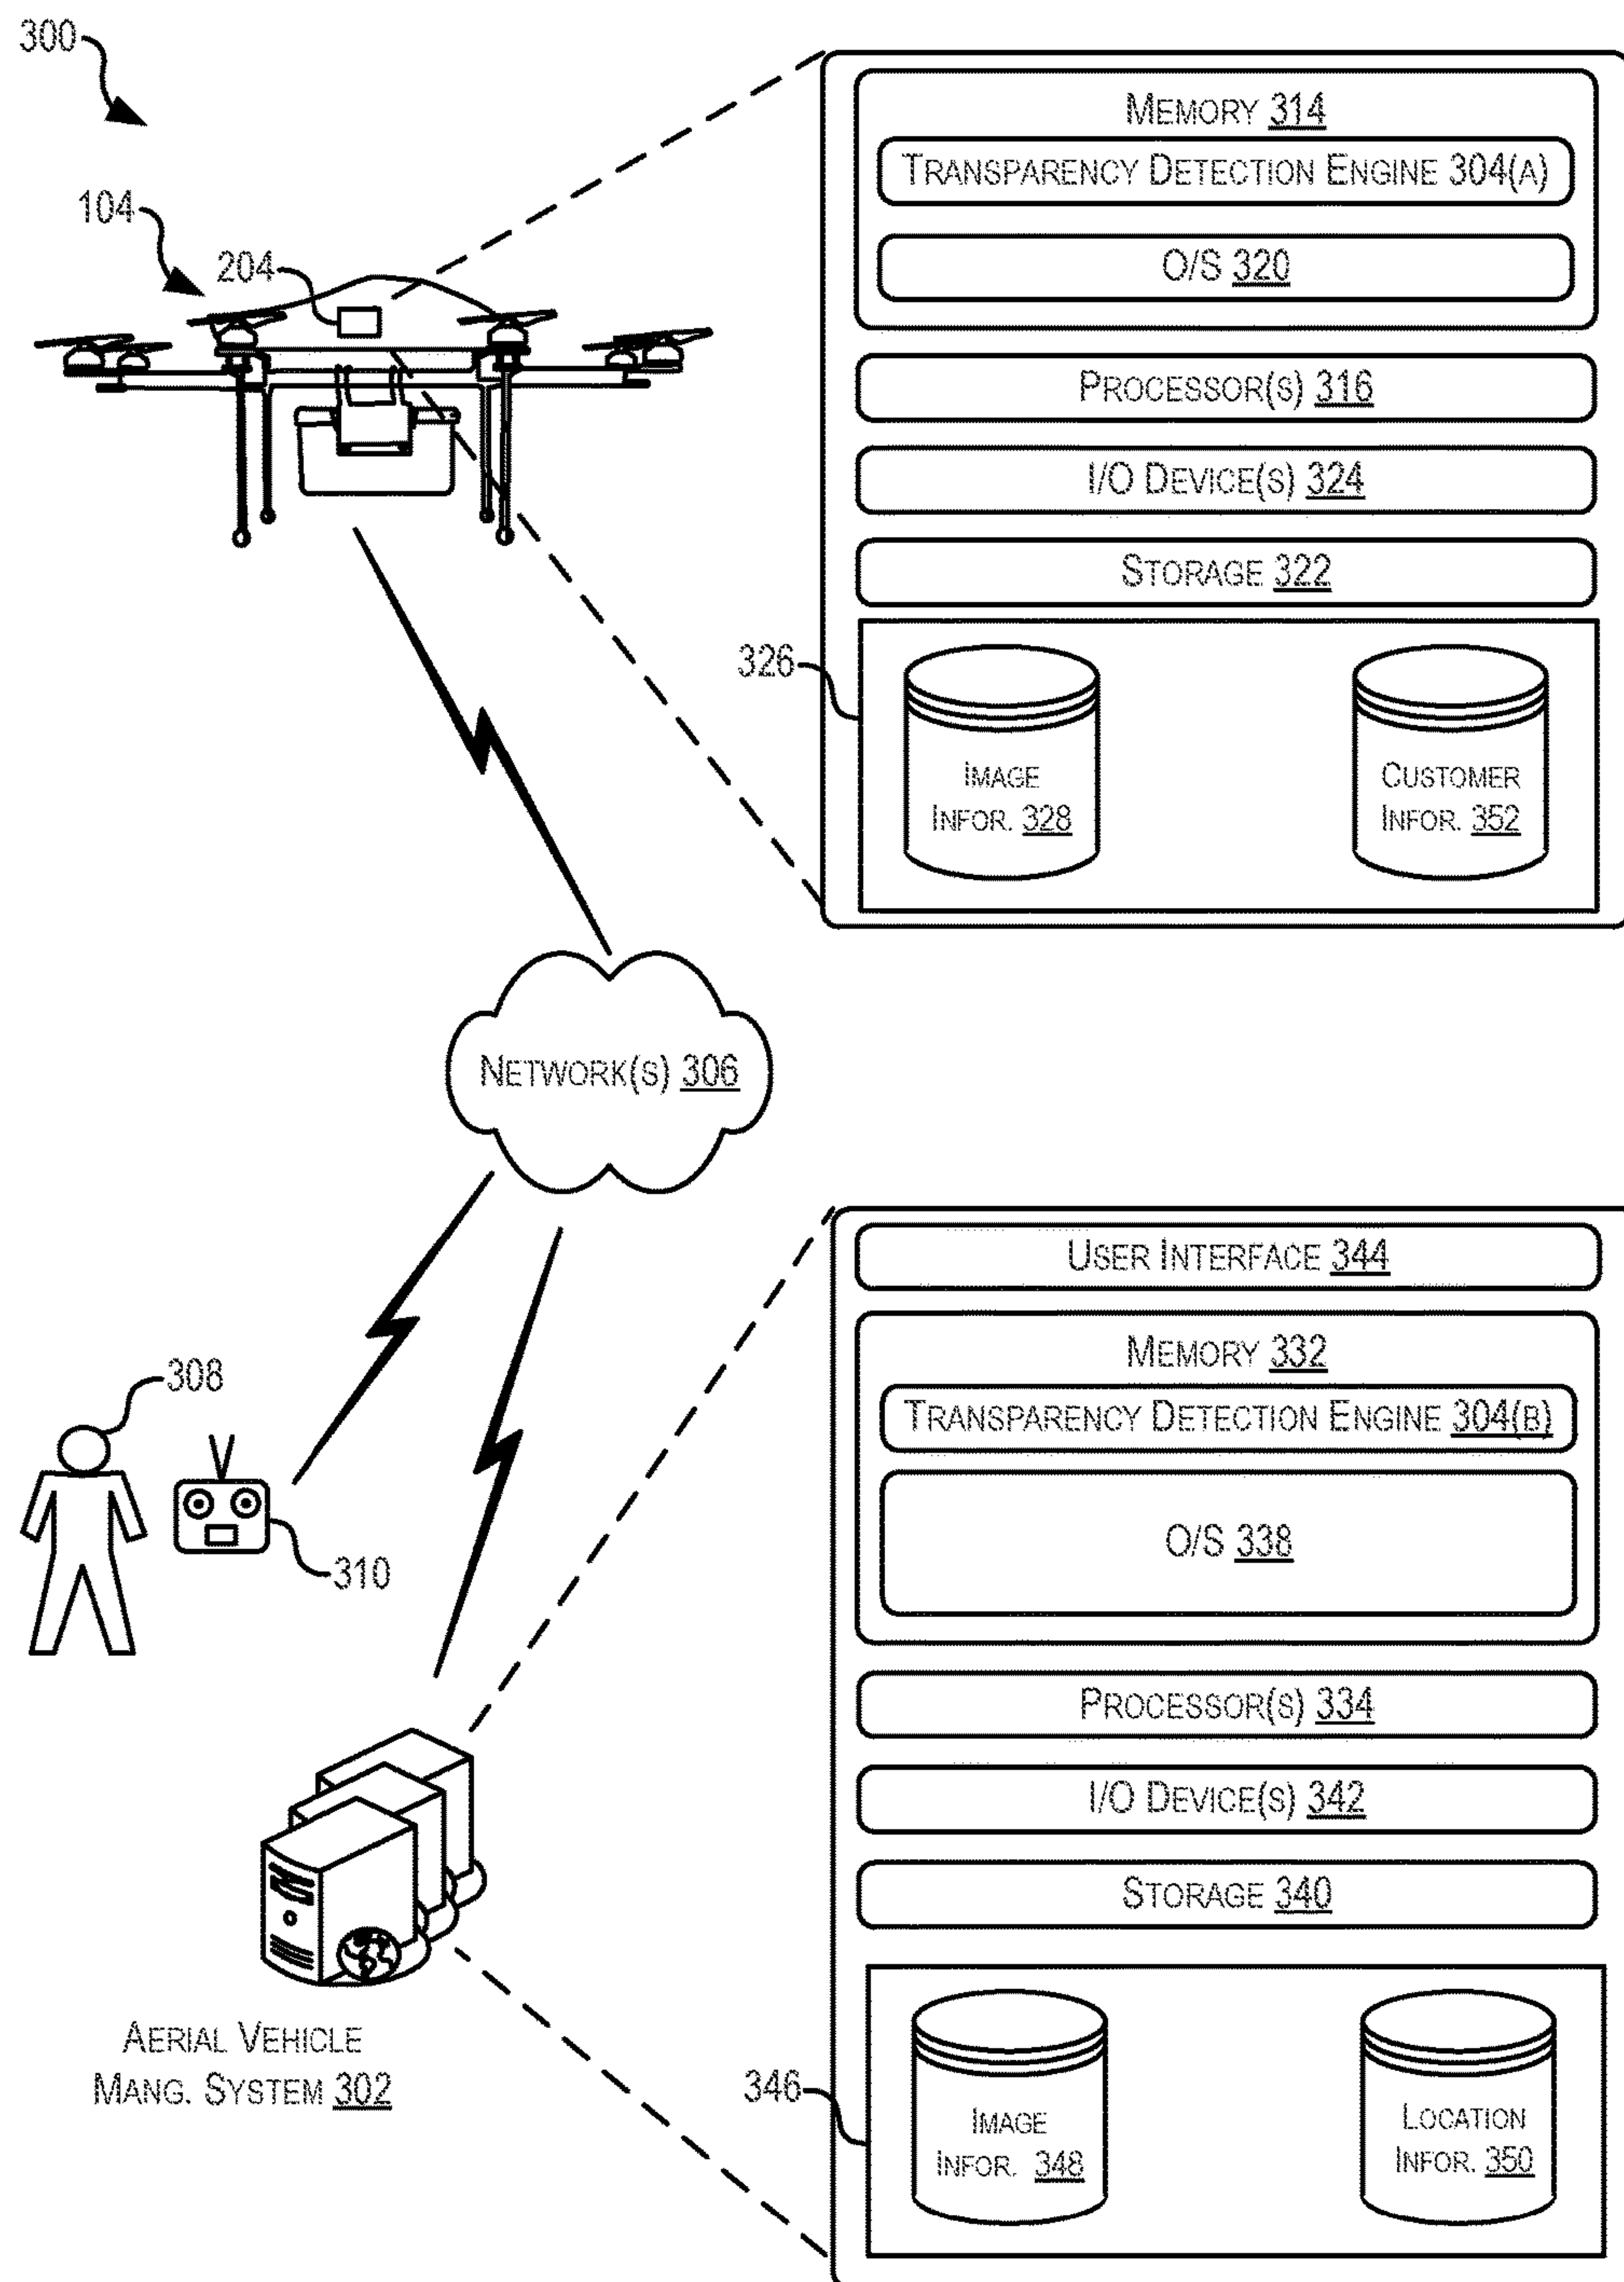 300
104
204
MEMORY 314
TRANSPARENCY DETECTION ENGINE 304(A)
O/S 320
PROCESSOR(S) 316
I/O DEVICE(S) 324
STORAGE 322
326
IMAGE
INFOR. 328
CUSTOMER
INFOR. 352
NETWORK(S) 306
308
310
USER INTERFACE 344
MEMORY 332
TRANSPARENCY DETECTION ENGINE 304(B)
O/S 338
PROCESSOR(S) 334
I/O DEVICE(S) 342
STORAGE 340
AERIAL VEHICLE
MANG. SYSTEM 302
346
IMAGE
INFOR. 348
LOCATION
INFOR. 350